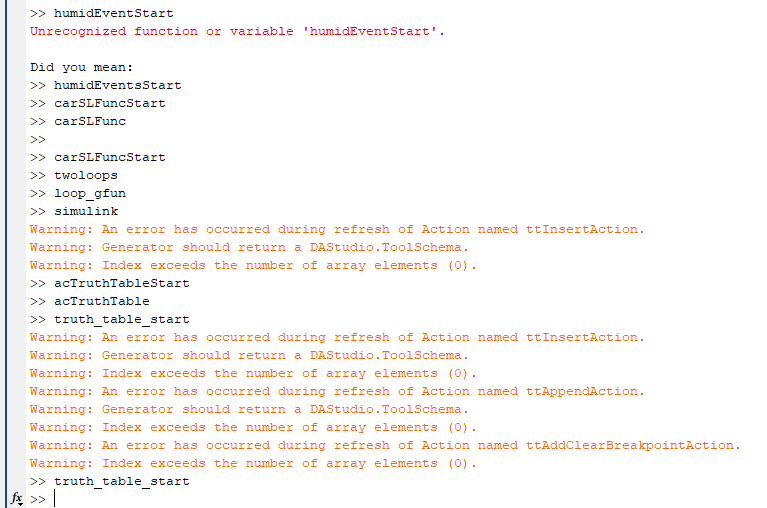 >> humidEventStart
Unrecognized function or variable 'humidEventStart'.
Did you mean:
>> humidEventsStart
>> carSLFuncStart
>> carSLFunc
>>
>> carSLFuncStart
>> twoloops
>> loop_gfun
>> simulink
Warning: An error has occurred during refresh of Action named ttInsertAction.
Warning: Generator should return a DAStudio.ToolSchema.
Warning: Index exceeds the number of array elements (0).
>> acTruthTableStart
>> acTruthTable
>> truth_table_start
Warning: An error has occurred during refresh of Action named ttInsertAction.
Warning: Generator should return a DAStudio.ToolSchema.
Warning: Index exceeds the number of array elements (0).
Warning: An error has occurred during refresh of Action named ttAppendAction.
Warning: Generator should return a DAStudio.ToolSchema.
Warning: Index exceeds the number of array elements (0).
Warning: An error has occurred during refresh of Action named ttAddClearBreakpointAction.
Warning: Index exceeds the number of array elements (0).
>> truth_table_start
fx >>